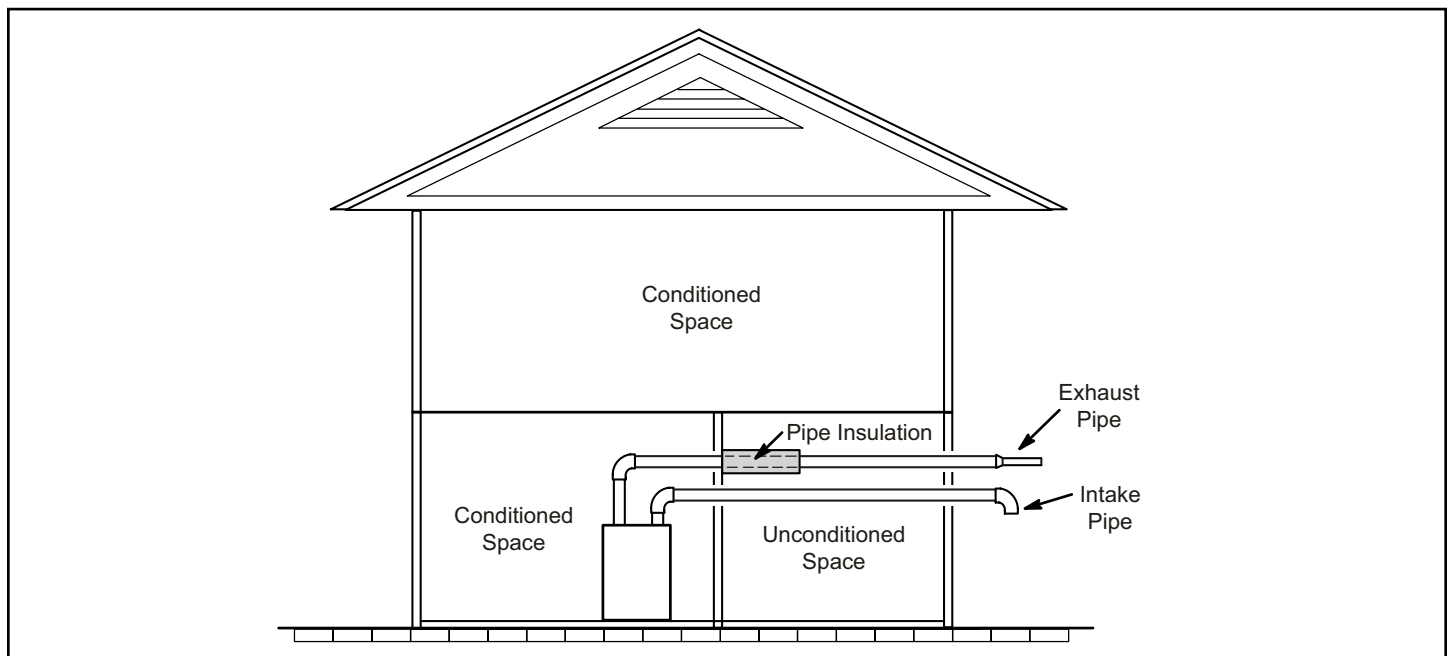 Conditioned
Space
Exhaust
Pipe
Pipe Insulation
Intake
Pipe
Conditioned
Space
Unconditioned
Space